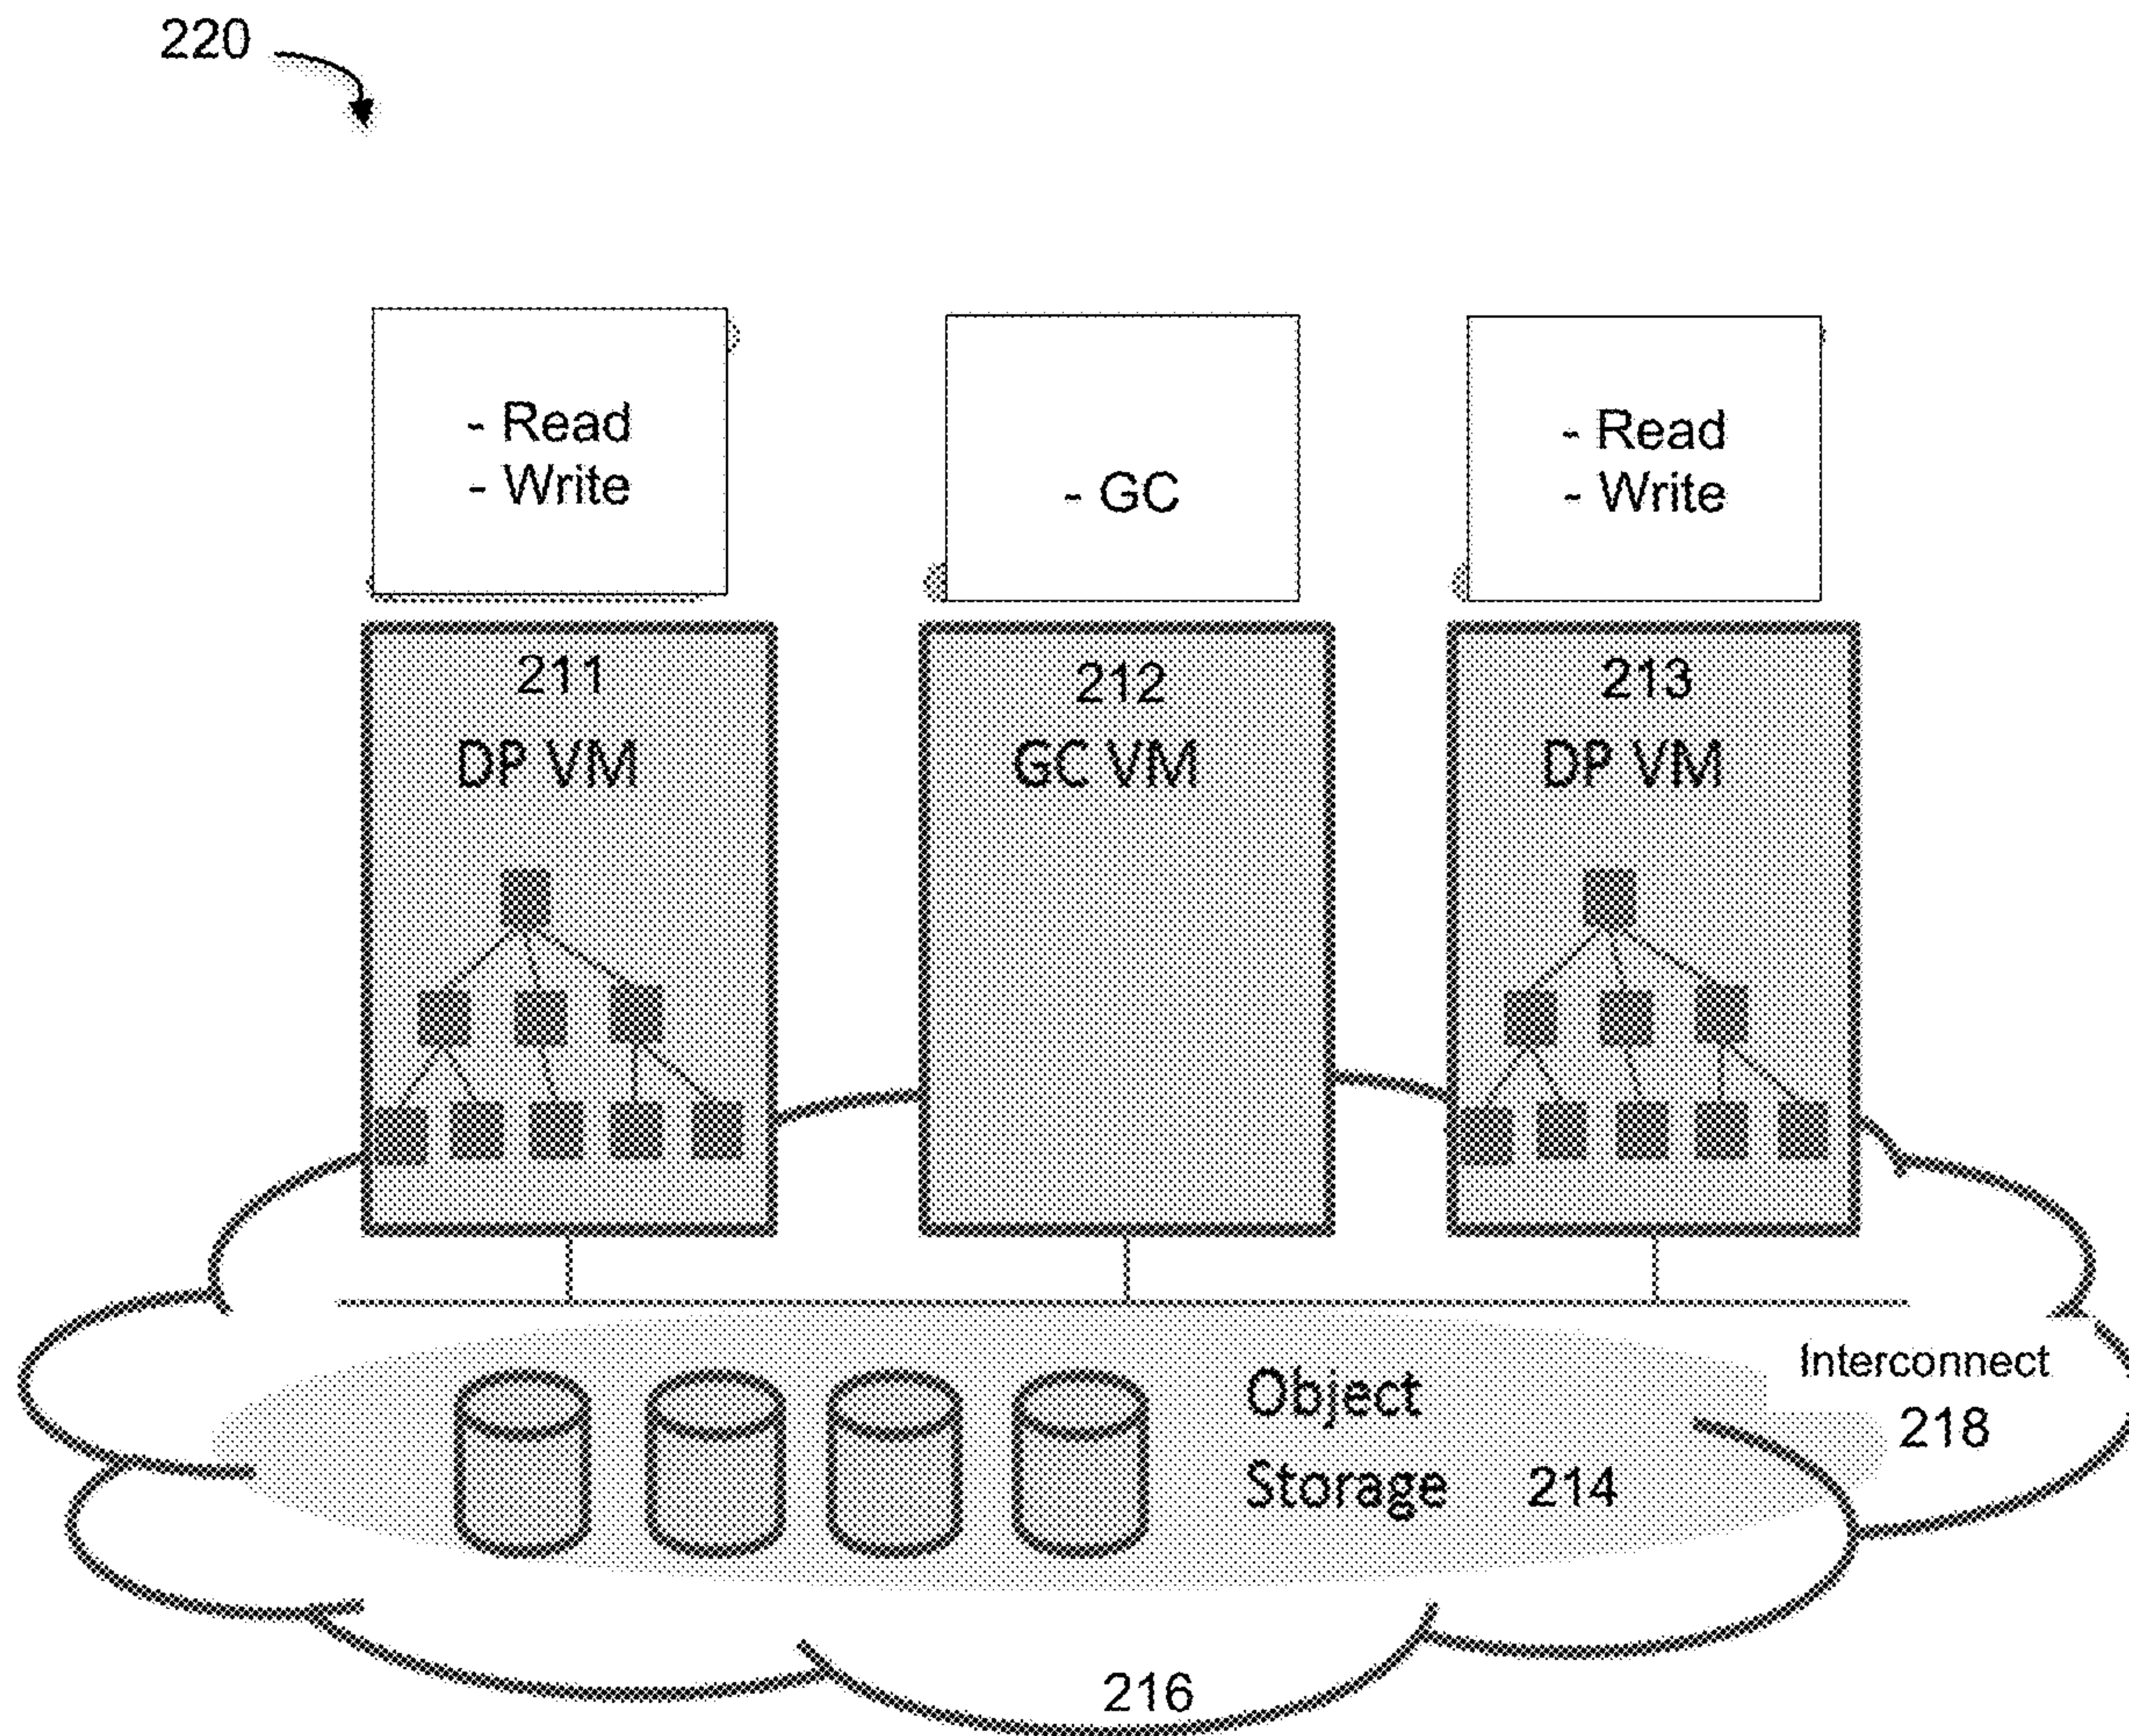 220
- Read
- Write
- GC
- Read
- Write
211
DP VM
212
GC VM
213
DP VM
Interconnect
218
Object
Storage 214
216